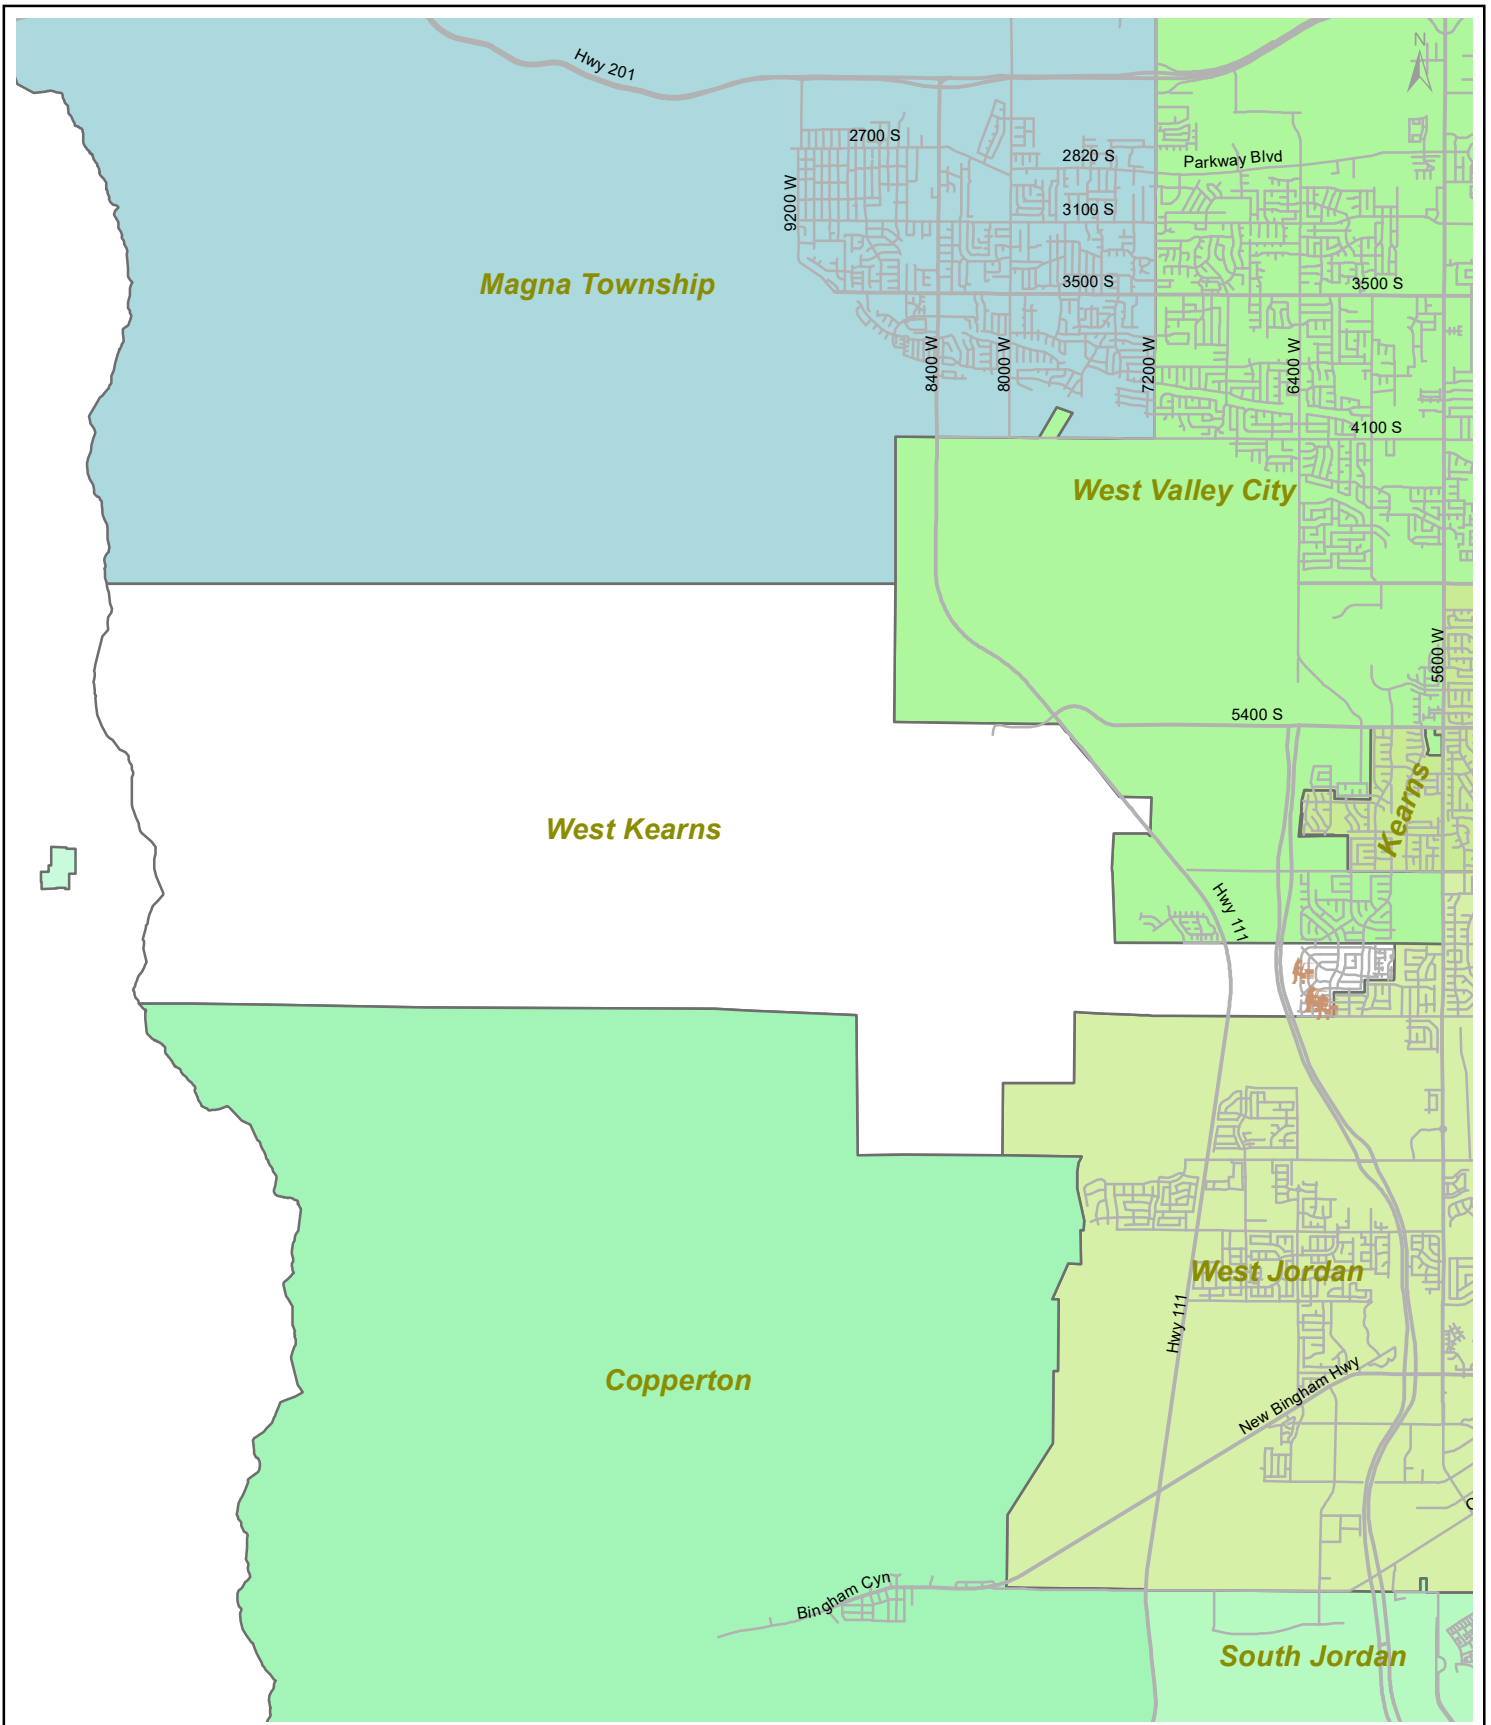 N
Hwy 201
2700 S
2820 S
Parkway Blvd
9200 W
3100 S
Magna Township
3500 S
3500 S
8400 W
8000 W
7200 W
6400 W
4100 S
West Valley City
5600 W
5400 S
Kearns
West Kearns
Hwy 111
West Jordan
Hwy 111
Copperton
New Bingham Hwy
Bingham Cyn
South Jordan